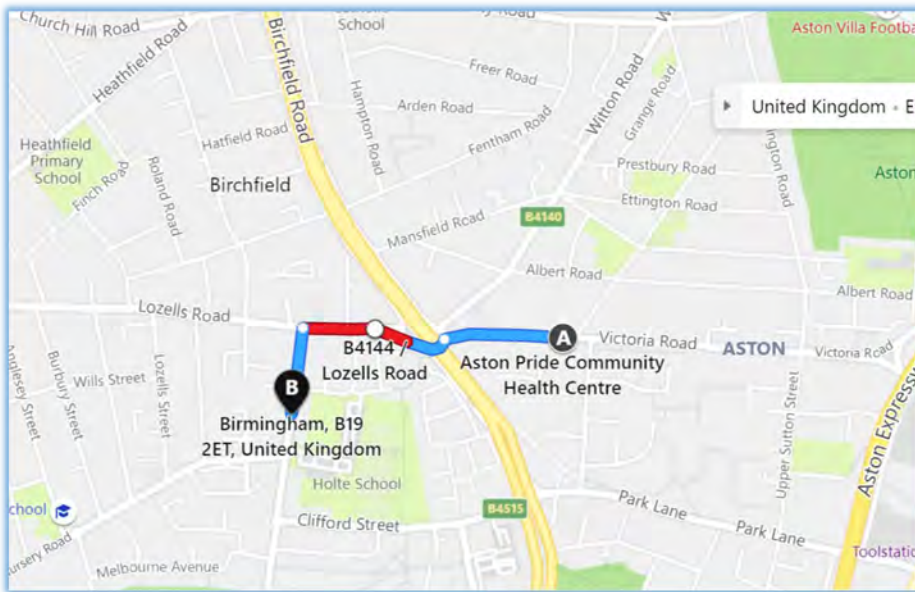 Church Hill Road
School
Road
Aston Villa Footba
Heathfield Road
Birchfield Road
Freer Road
Witton Road
Grange Road
United Kingdom • E
Arden Road
Hampton Road
Hatfield Road
Fentham Road
Heathfield
Primary
School
Finch Road
Roland Road
Birchfield
Prestbury Road
Aston
Ettington Road
B4140
Mansfield Road
Albert Road
Albert Road
Lozells Road
B4144 /
Lozells Road
A
Aston Pride Community
Health Centre
Victoria Road
ASTON
Victoria Road
Anglesey Street
Burbury Street
Wills Street
Lozells Street
B
Birmingham, B19
2ET, United Kingdom
Upper Sutton Street
Aston Express
Holte School
chool
B4515
Park Lane
Park Lane
Clifford Street
ursery Road
Melbourne Avenue
Toolstatio